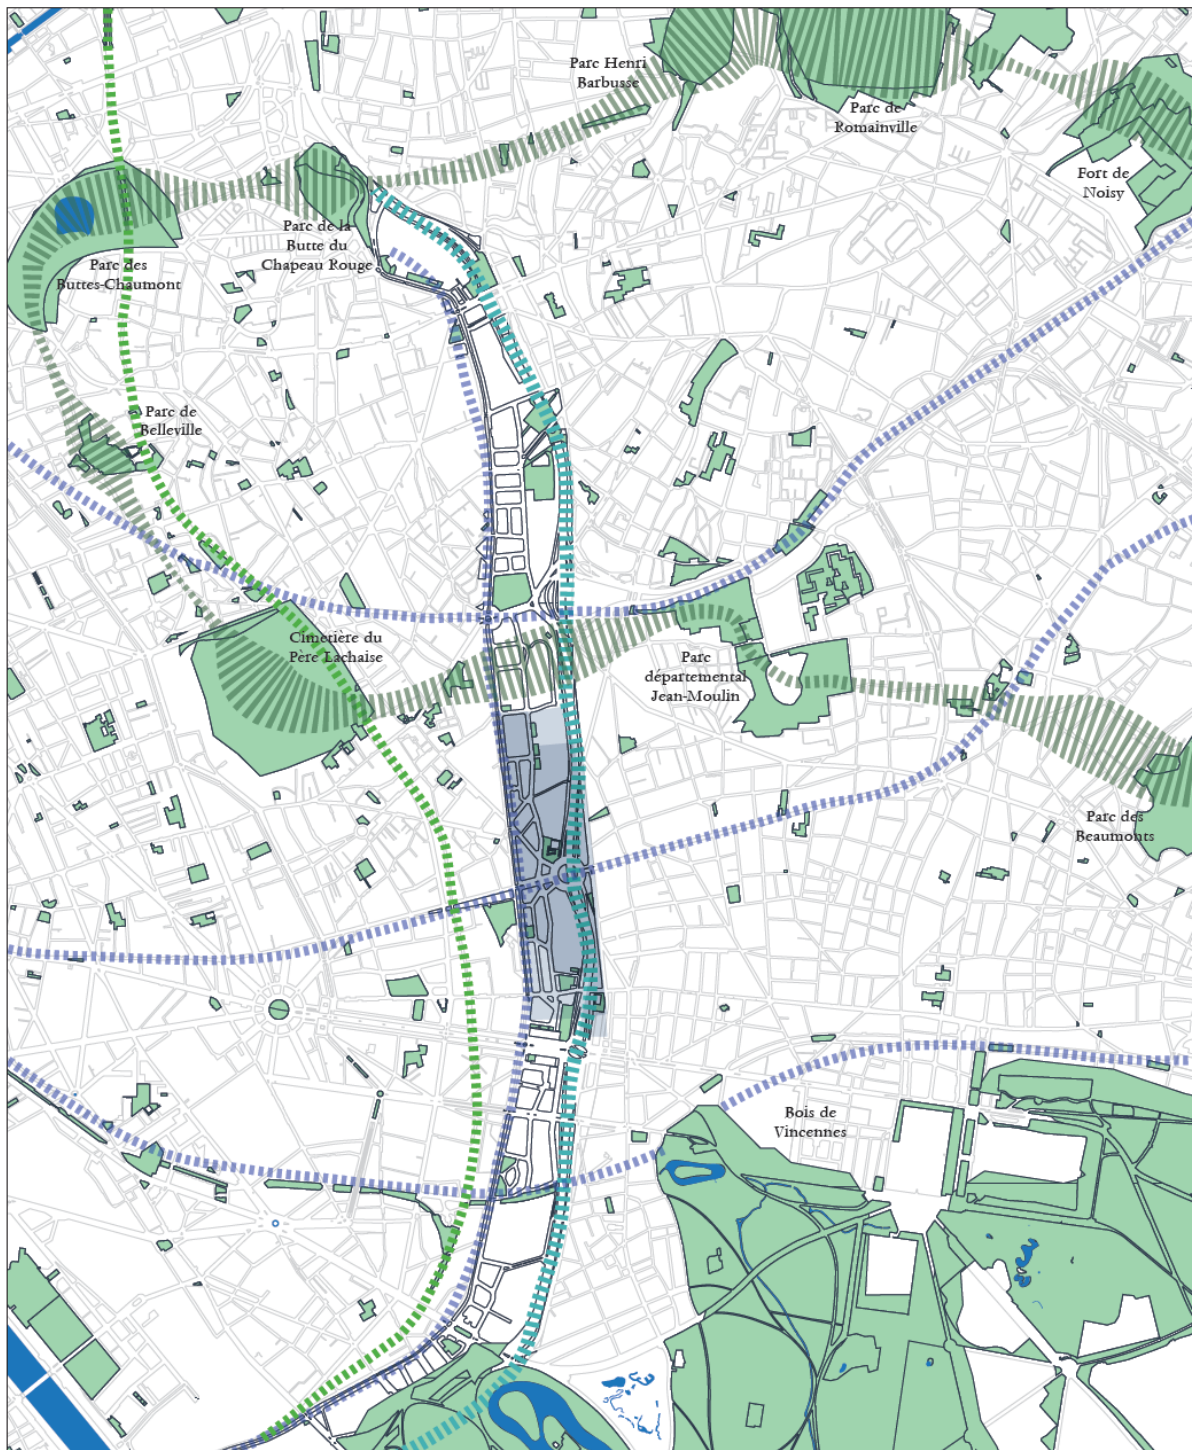 Parc Henri
Barbusse
Parc de
Romainville
Fort de
Noisy
Parc de la
Butte du
Chapeau Rouge
Parc des
Buttes-Chaumont
Parc de
Belleville
Cimetière du
Père Lachaise
Parc
départemental
Jean-Moulin
Parc des
Beaumonts
Bois de
Vincennes